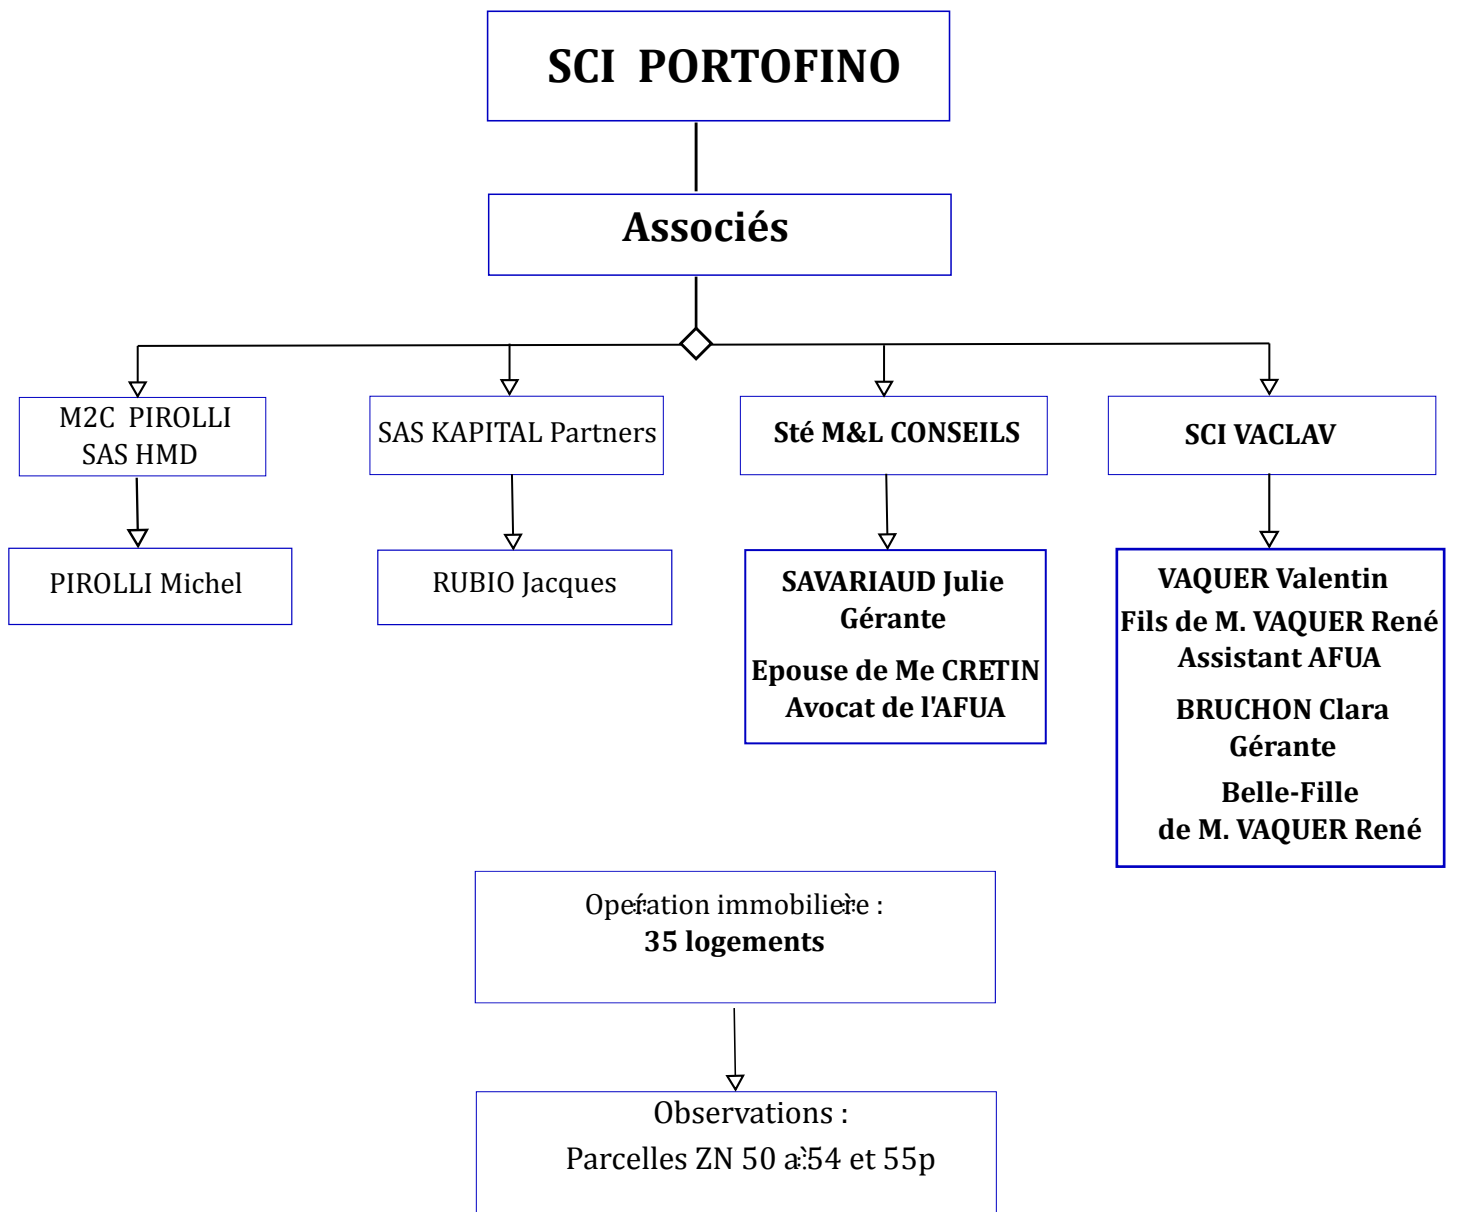 SCI PORTOFINO
Associés
M2C PIROLLI
SAS HMD
SAS KAPITAL Partners
Sté M&L CONSEILS
SCI VACLAV
PIROLLI Michel
RUBIO Jacques
SAVARIAUD Julie
Gérante
Epouse de Me CRETIN
Avocat de l'AFUA
VAQUER Valentin
Fils de M. VAQUER René
Assistant AFUA
BRUCHON Clara
Gérante
Belle-Fille
de M. VAQUER René
Opération immobilière :
35 logements
Observations :
Parcelles ZN 50 à 54 et 55p